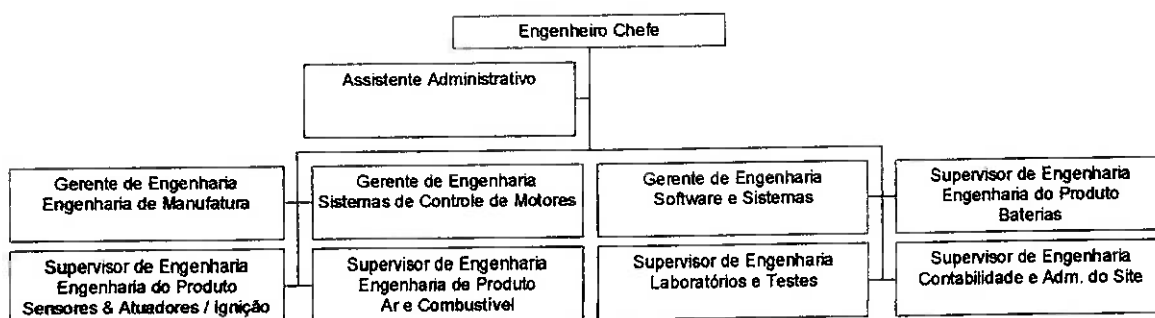 Engenheiro Chefe
Assistente Administrativo
Gerente de Engenharia
Engenharia de Manufatura
Gerente de Engenharia
Sistemas de Controle de Motores
Gerente de Engenharia
Software e Sistemas
Supervisor de Engenharia
Engenharia do Produto
Baterias
Supervisor de Engenharia
Engenharia do Produto
Sensores & Atuadores / Ignição
Supervisor de Engenharia
Engenharia de Produto
Ar e Combustível
Supervisor de Engenharia
Laboratórios e Testes
Supervisor de Engenharia
Contabilidade e Adm. do Site